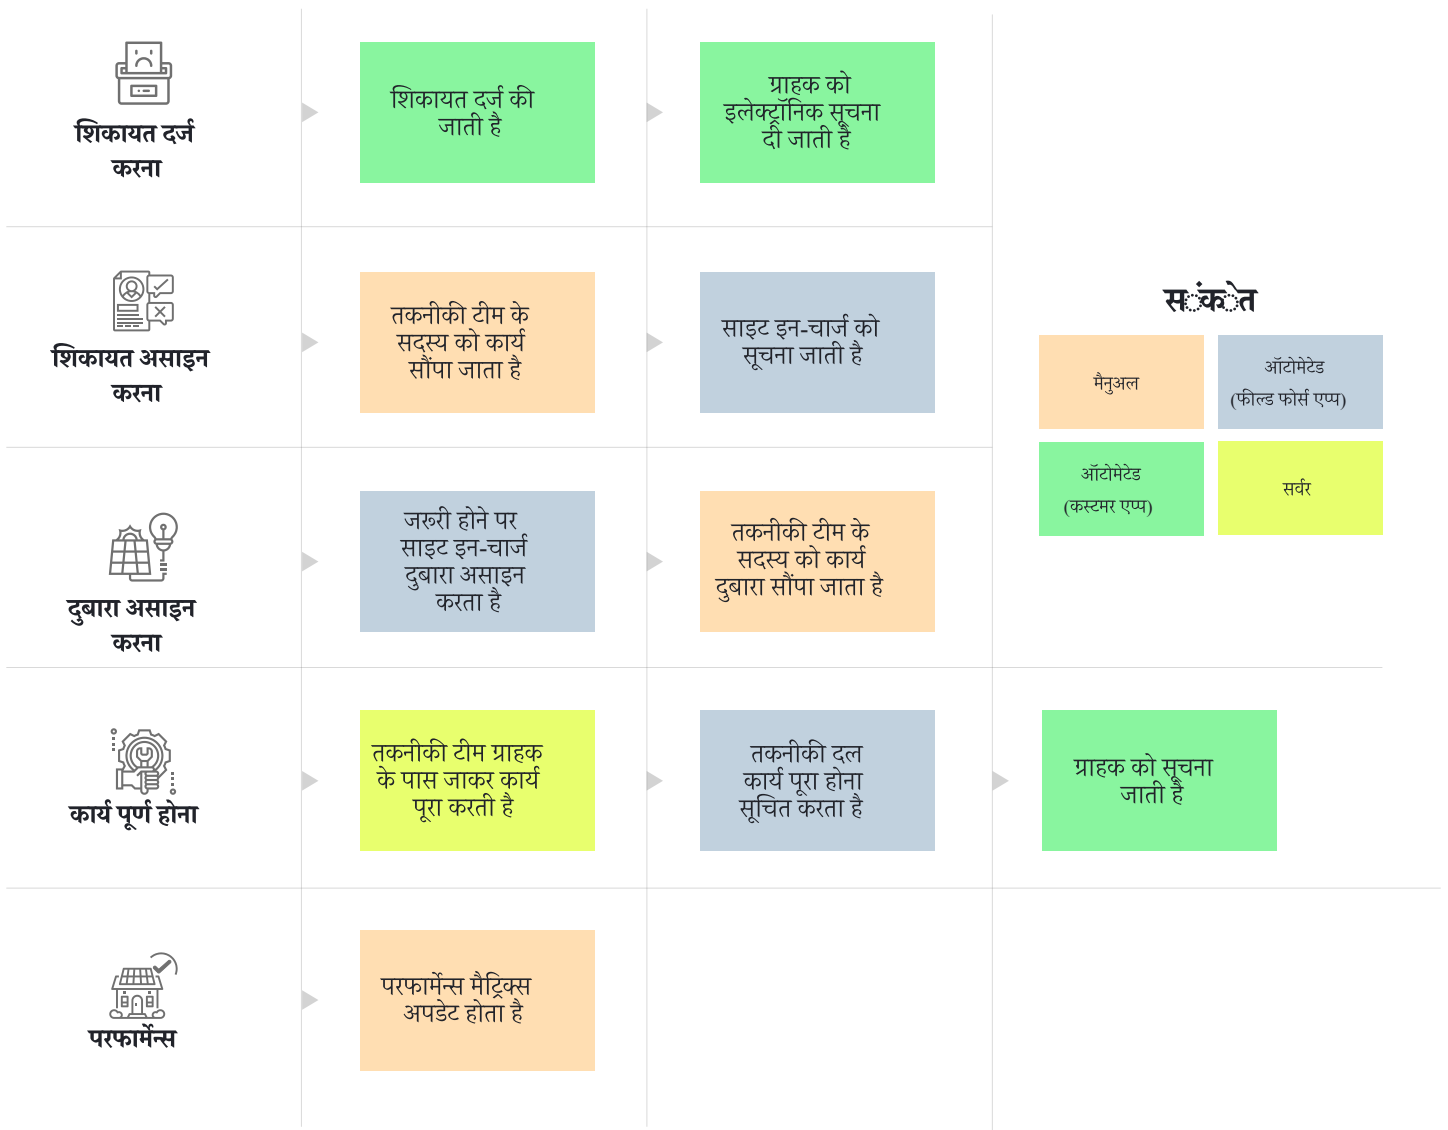 शिकायत दर्ज
करना
शिकायत दर्ज की
जाती है
ग्राहक को
इलेक्ट्रॉनिक सूचना
दी जाती है
शिकायत असाइन
करना
तकनीकी टीम के
सदस्य को कार्य
सौंपा जाता है
साइट इन-चार्ज को
सूचना जाती है
संकेत
मैनुअल
ऑटोमेटेड
(फील्ड फोर्स एप्प)
ऑटोमेटेड
(कस्टमर एप्प)
सर्वर
दुबारा असाइन
करना
जरूरी होने पर
साइट इन-चार्ज
दुबारा असाइन
करता है
तकनीकी टीम के
सदस्य को कार्य
दुबारा सौंपा जाता है
कार्य पूर्ण होना
तकनीकी टीम ग्राहक
के पास जाकर कार्य
पूरा करती है
तकनीकी दल
कार्य पूरा होना
सूचित करता है
ग्राहक को सूचना
जाती है
परफार्मेन्स
परफार्मेन्स मैट्रिक्स
अपडेट होता है